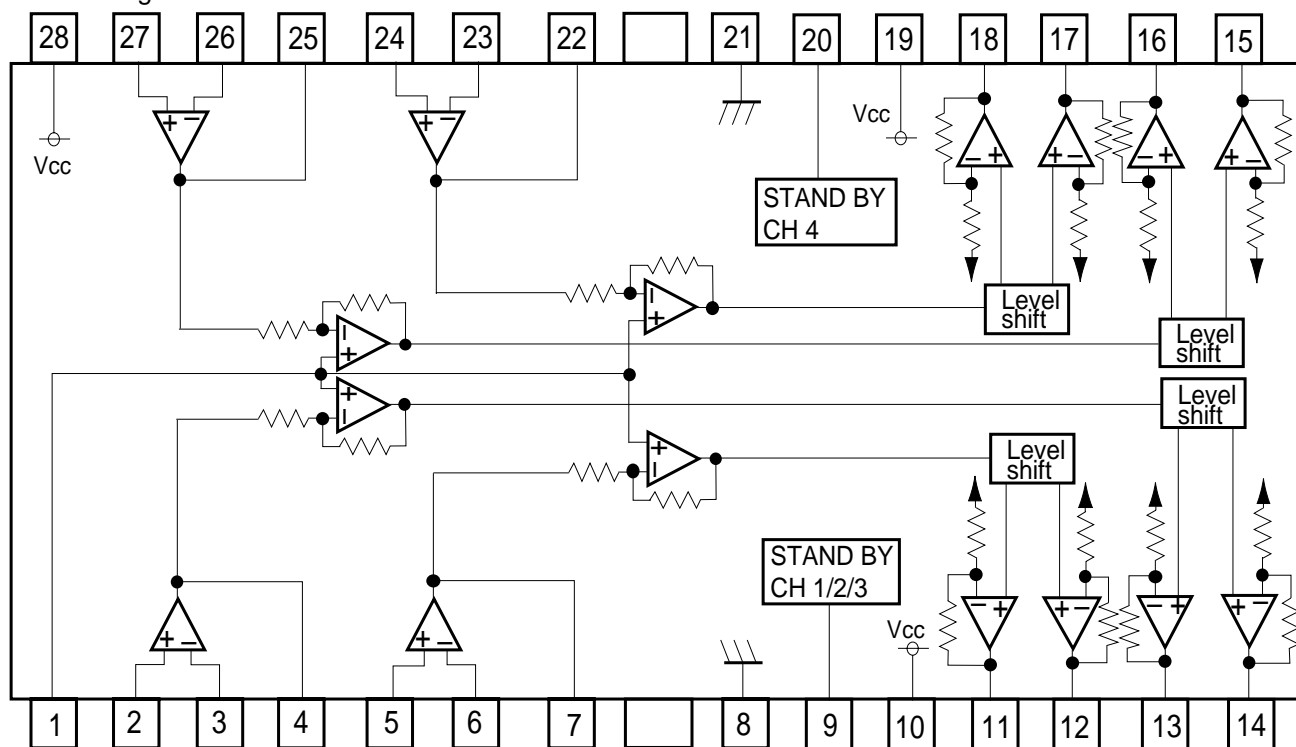 28 27 26 25 24 23 22 21 20 19 18 17 16 15
Vcc
Vcc
+ −
+ −
− +
+ −
− +
+ −
STAND BY
CH 4
Level
shift
Level
shift
− +
− +
+ −
+ −
Level
shift
Level
shift
STAND BY
CH 1/2/3
Vcc
+ −
+ −
− +
+ −
− +
+ −
1 2 3 4 5 6 7 8 9 10 11 12 13 14